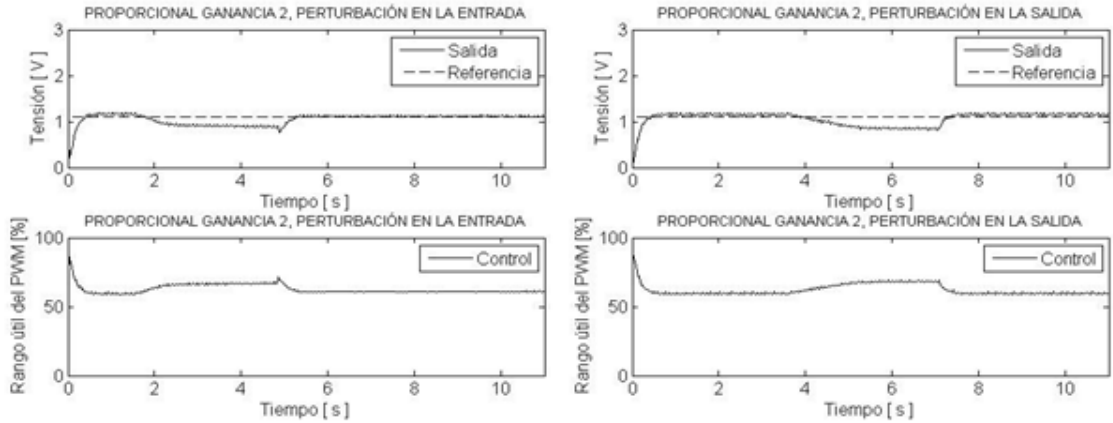 PROPORCIONAL GANANCIA 2, PERTURBACIÓN EN LA ENTRADA
3
2
1
0
Tensión [ V ]
Salida
Referencia
0 2 4 6 8 10
Tiempo [ s ]
PROPORCIONAL GANANCIA 2, PERTURBACIÓN EN LA SALIDA
3
2
1
0
Tensión [ V ]
Salida
Referencia
0 2 4 6 8 10
Tiempo [ s ]
PROPORCIONAL GANANCIA 2, PERTURBACIÓN EN LA ENTRADA
100
50
0
Rango útil del PWM [%]
Control
0 2 4 6 8 10
Tiempo [ s ]
PROPORCIONAL GANANCIA 2, PERTURBACIÓN EN LA SALIDA
100
50
0
Rango útil del PWM [%]
Control
0 2 4 6 8 10
Tiempo [ s ]